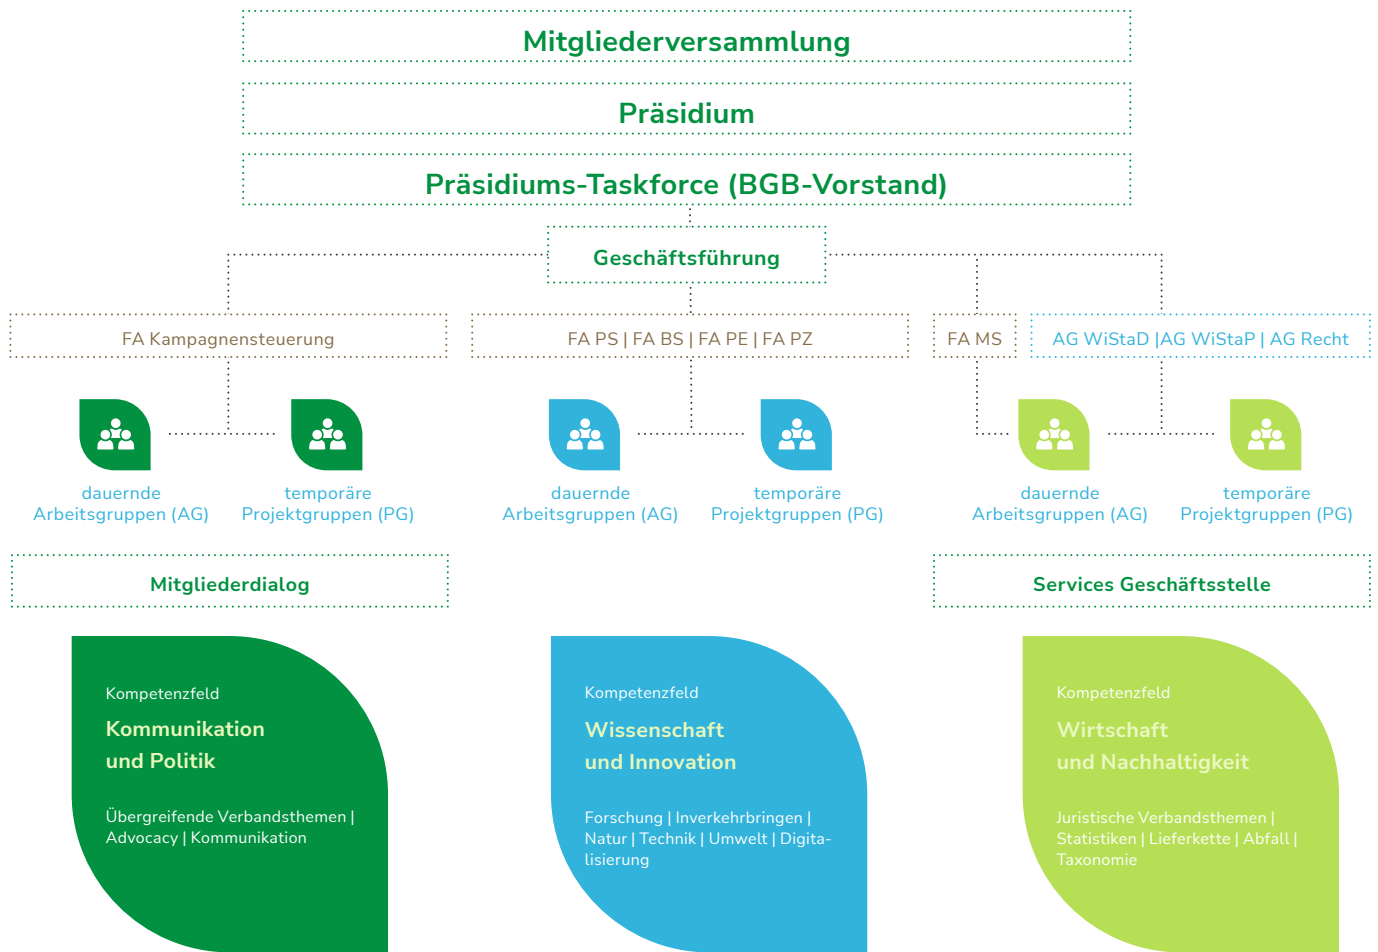 Mitgliederversammlung
Präsidium
Präsidiums-Taskforce (BGB-Vorstand)
Geschäftsführung
FA Kampagnensteuerung
FA PS | FA BS | FA PE | FA PZ
FA MS
AG WiStaD |AG WiStaP | AG Recht
dauernde
Arbeitsgruppen (AG)
temporäre
Projektgruppen (PG)
dauernde
Arbeitsgruppen (AG)
temporäre
Projektgruppen (PG)
dauernde
Arbeitsgruppen (AG)
temporäre
Projektgruppen (PG)
Mitgliederdialog
Services Geschäftsstelle
Kompetenzfeld
Kommunikation
und Politik
Übergreifende Verbandsthemen |
Advocacy | Kommunikation
Kompetenzfeld
Wissenschaft
und Innovation
Forschung | Inverkehrbringen |
Natur | Technik | Umwelt | Digita-
lisierung
Kompetenzfeld
Wirtschaft
und Nachhaltigkeit
Juristische Verbandsthemen |
Statistiken | Lieferkette | Abfall |
Taxonomie